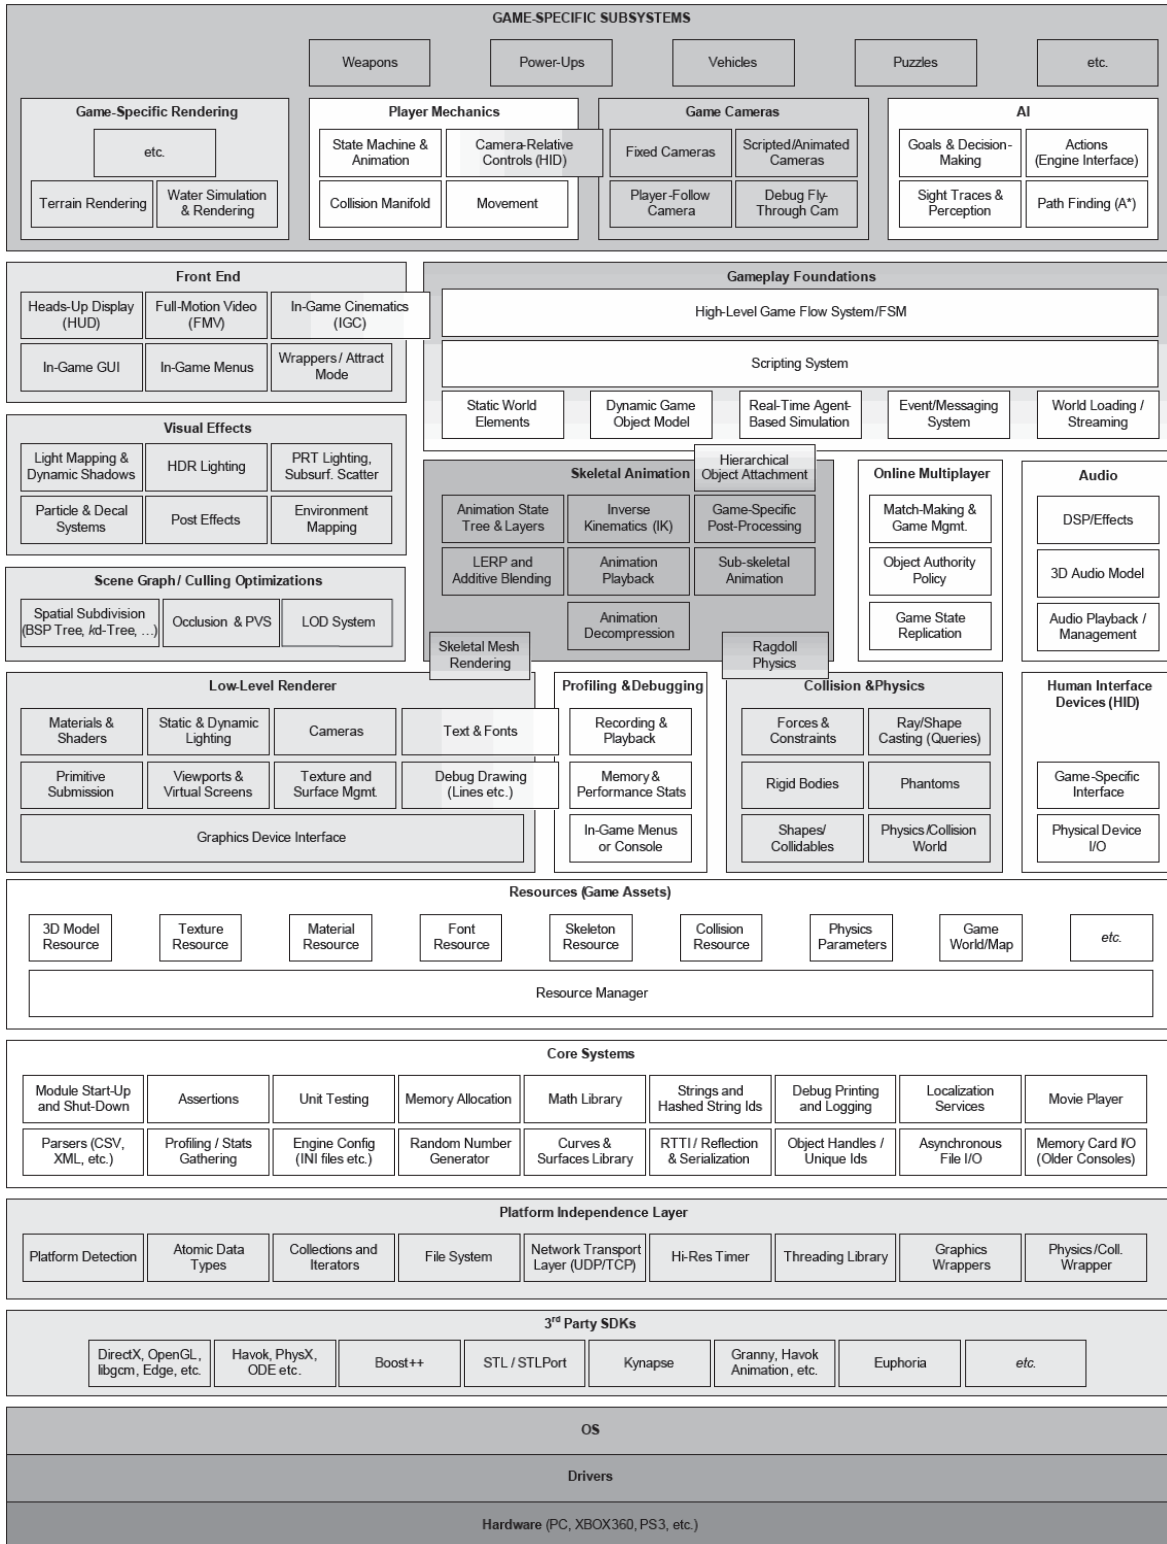 GAME-SPECIFIC SUBSYSTEMS
Weapons
Power-Ups
Vehicles
Puzzles
etc.
Game-Specific Rendering
etc.
Terrain Rendering
Water Simulation
& Rendering
Player Mechanics
State Machine &
Animation
Camera-Relative
Controls (HID)
Collision Manifold
Movement
Game Cameras
Fixed Cameras
Scripted/Animated
Cameras
Player-Follow
Camera
Debug Fly-
Through Cam
AI
Goals & Decision-
Making
Actions
(Engine Interface)
Sight Traces &
Perception
Path Finding (A*)
Front End
Heads-Up Display
(HUD)
Full-Motion Video
(FMV)
In-Game Cinematics
(IGC)
In-Game GUI
In-Game Menus
Wrappers / Attract
Mode
Gameplay Foundations
High-Level Game Flow System/FSM
Scripting System
Static World
Elements
Dynamic Game
Object Model
Real-Time Agent-
Based Simulation
Event/Messaging
System
World Loading /
Streaming
Visual Effects
Light Mapping &
Dynamic Shadows
HDR Lighting
PRT Lighting,
Subsurf. Scatter
Particle & Decal
Systems
Post Effects
Environment
Mapping
Skeletal Animation
Hierarchical
Object Attachment
Animation State
Tree & Layers
Inverse
Kinematics (IK)
Game-Specific
Post-Processing
LERP and
Additive Blending
Animation
Playback
Sub-skeletal
Animation
Animation
Decompression
Skeletal Mesh
Rendering
Ragdoll
Physics
Online Multiplayer
Match-Making &
Game Mgmt.
Object Authority
Policy
Game State
Replication
Audio
DSP/Effects
3D Audio Model
Audio Playback /
Management
Scene Graph / Culling Optimizations
Spatial Subdivision
(BSP Tree, kd-Tree, …)
Occlusion & PVS
LOD System
Low-Level Renderer
Materials &
Shaders
Static & Dynamic
Lighting
Cameras
Text & Fonts
Primitive
Submission
Viewports &
Virtual Screens
Texture and
Surface Mgmt.
Debug Drawing
(Lines etc.)
Graphics Device Interface
Profiling & Debugging
Recording &
Playback
Memory &
Performance Stats
In-Game Menus
or Console
Collision & Physics
Forces &
Constraints
Ray/Shape
Casting (Queries)
Rigid Bodies
Phantoms
Shapes/
Collidables
Physics/Collision
World
Human Interface
Devices (HID)
Game-Specific
Interface
Physical Device
I/O
Resources (Game Assets)
3D Model
Resource
Texture
Resource
Material
Resource
Font
Resource
Skeleton
Resource
Collision
Resource
Physics
Parameters
Game
World/Map
etc.
Resource Manager
Core Systems
Module Start-Up
and Shut-Down
Assertions
Unit Testing
Memory Allocation
Math Library
Strings and
Hashed String Ids
Debug Printing
and Logging
Localization
Services
Movie Player
Parsers (CSV,
XML, etc.)
Profiling / Stats
Gathering
Engine Config
(INI files etc.)
Random Number
Generator
Curves &
Surfaces Library
RTTI / Reflection
& Serialization
Object Handles /
Unique Ids
Asynchronous
File I/O
Memory Card I/O
(Older Consoles)
Platform Independence Layer
Platform Detection
Atomic Data
Types
Collections and
Iterators
File System
Network Transport
Layer (UDP/TCP)
Hi-Res Timer
Threading Library
Graphics
Wrappers
Physics/Coll.
Wrapper
3rd Party SDKs
DirectX, OpenGL,
libgcm, Edge, etc.
Havok, PhysX,
ODE etc.
Boost++
STL / STLPort
Kynapse
Granny, Havok
Animation, etc.
Euphoria
etc.
OS
Drivers
Hardware (PC, XBOX360, PS3, etc.)